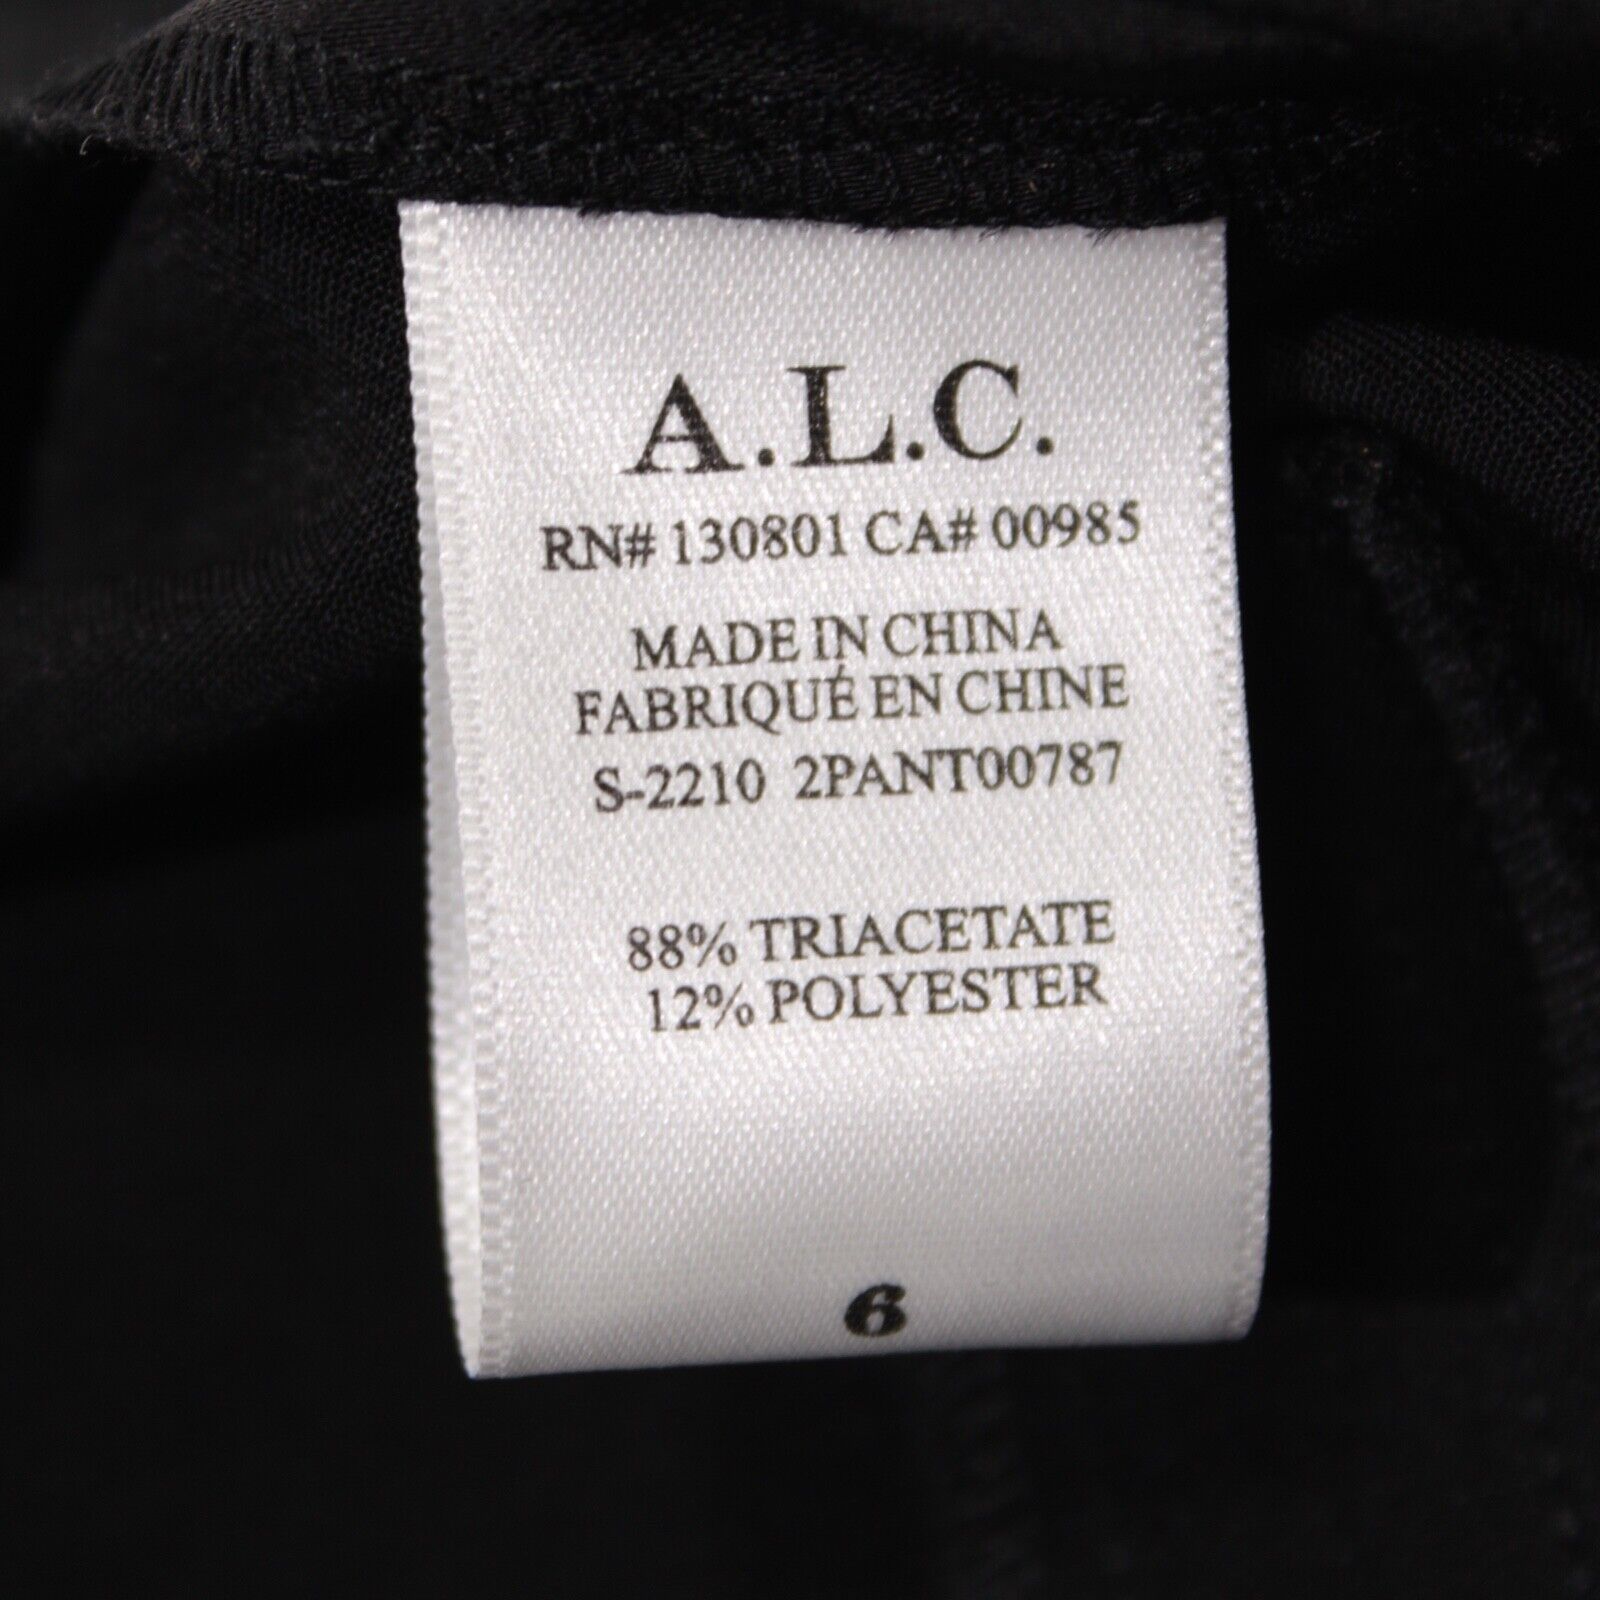 A.L.C.
RN# 130801 CA# 00985
MADE IN CHINA
FABRIQUÉ EN CHINE
S-2210 2PANT00787
88% TRIACETATE
12% POLYESTER
6